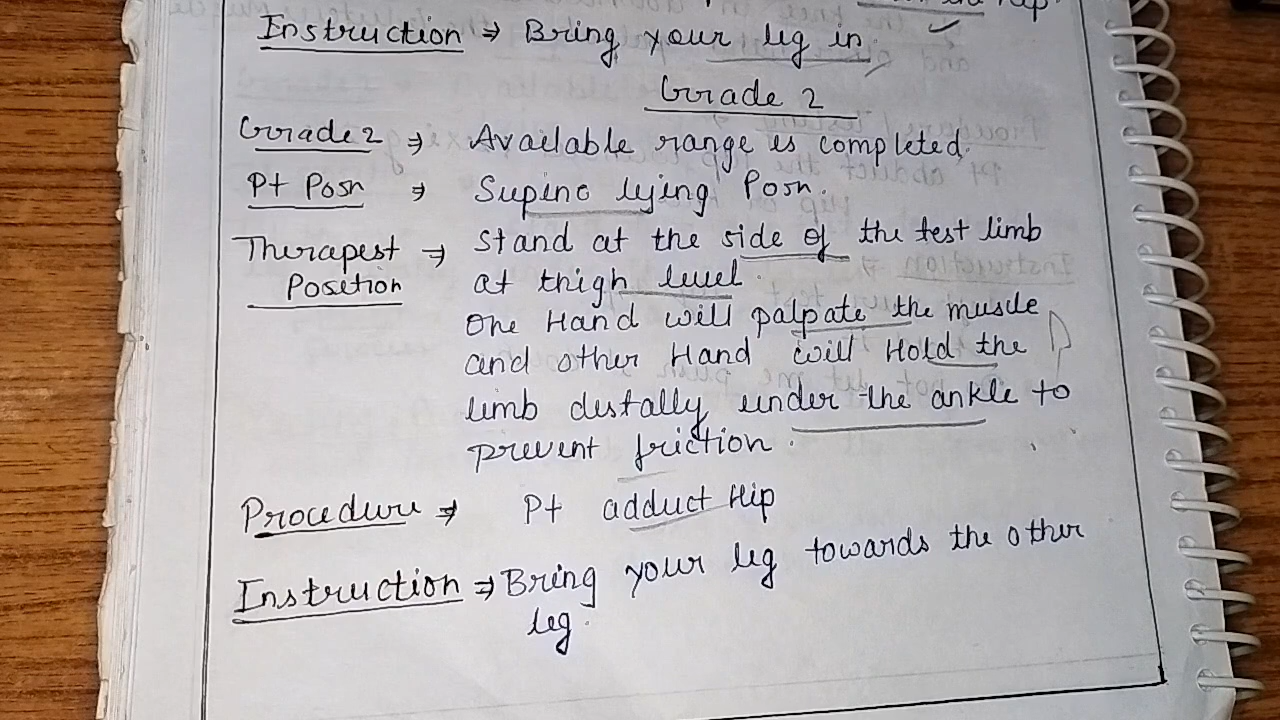 the Hip
Instruction ⇒ Bring your leg in.
Grade 2
Grade 2 ⇒ Available range is completed.
Pt Posn ⇒ Supine lying Posn.
Therapist ⇒ Stand at the side of the test limb
Position at thigh level.
One Hand will palpate the muscle
and other Hand will Hold the
limb distally under the ankle to
prevent friction.
Procedure ⇒ Pt adduct Hip
Instruction ⇒ Bring your leg towards the other
leg.